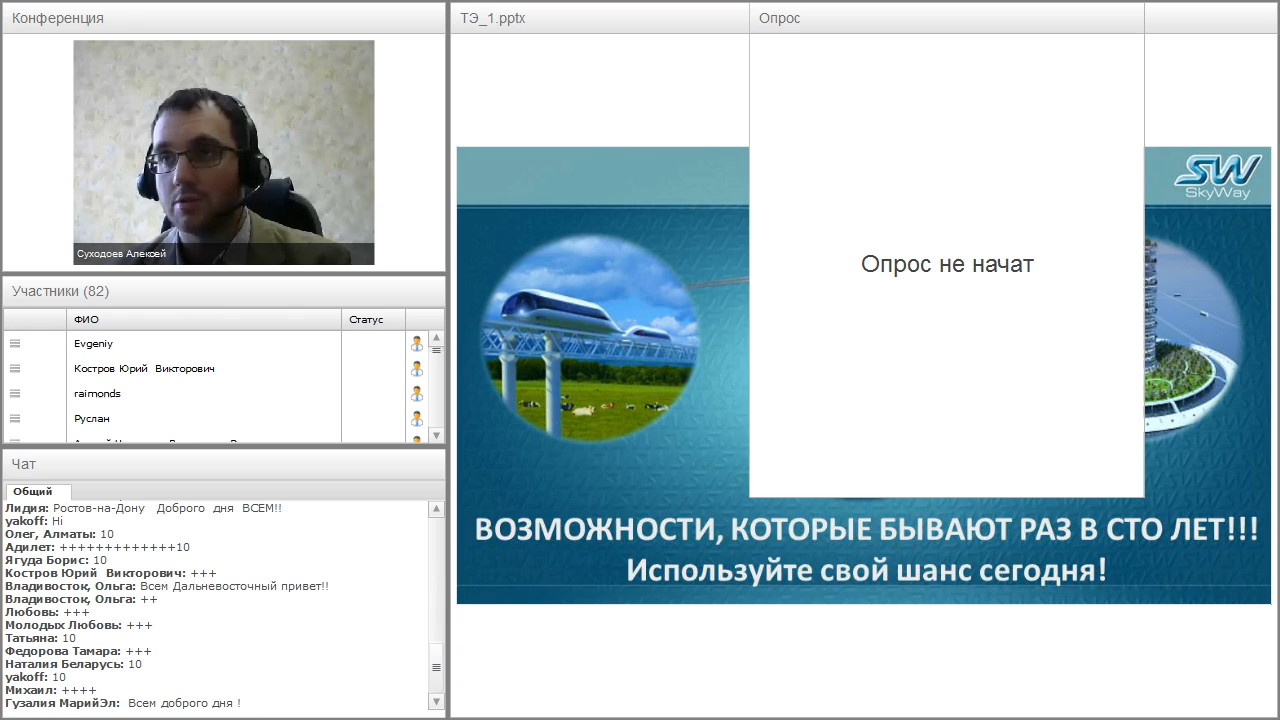 Конференция
Суходоев Алексей
Участники (82)
ФИО Статус
Evgeniy
Костров Юрий Викторович
raimonds
Руслан
Чат
Общий
Лидия: Ростов-на-Дону Доброго дня ВСЕМ!!
yakoff: Hi
Олег, Алматы: 10
Адилет: +++++++++++++10
Ягуда Борис: 10
Костров Юрий Викторович: +++
Владивосток, Ольга: Всем Дальневосточный привет!!
Владивосток, Ольга: ++
Любовь: +++
Молодых Любовь: +++
Татьяна: 10
Федорова Тамара: +++
Наталия Беларусь: 10
yakoff: 10
Михаил: ++++
Гузалия МарийЭл: Всем доброго дня !
ТЭ_1.pptx
Опрос
Опрос не начат
SW
SkyWay
ВОЗМОЖНОСТИ, КОТОРЫЕ БЫВАЮТ РАЗ В СТО ЛЕТ!!!
Используйте свой шанс сегодня!